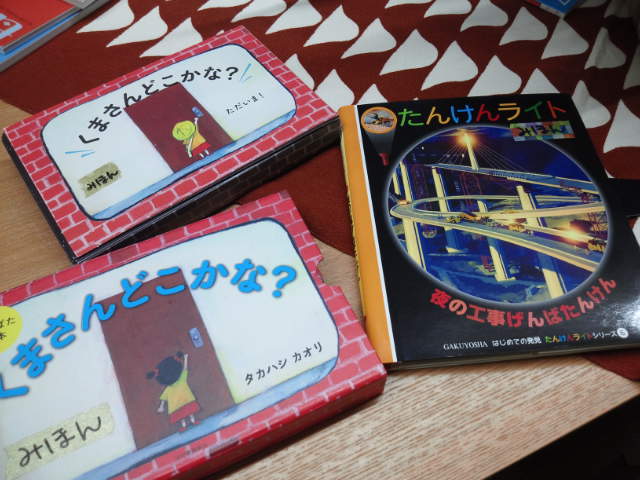 くまさんどこかな?
ただいま!
みほん
ばた
本
くまさんどこかな?
タカハシ カオリ
みほん
たんけんライト
みほん
夜の工事げんばたんけん
GAKUYOSHA はじめての発見 たんけんライトシリーズ